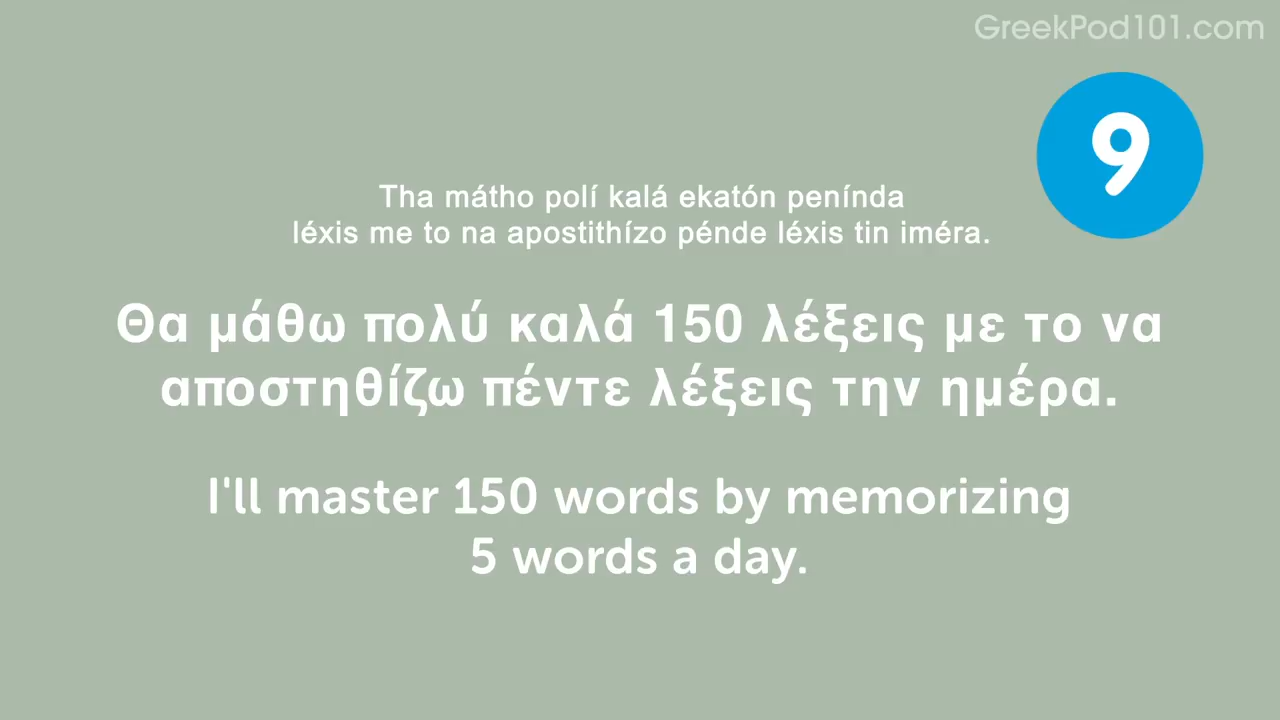 GreekPod101.com
9
Tha mátho polí kalá ekatón penínda
léxis me to na apostithízo pénde léxis tin iméra.
Θα μάθω πολύ καλά 150 λέξεις με το να
αποστηθίζω πέντε λέξεις την ημέρα.
I'll master 150 words by memorizing
5 words a day.